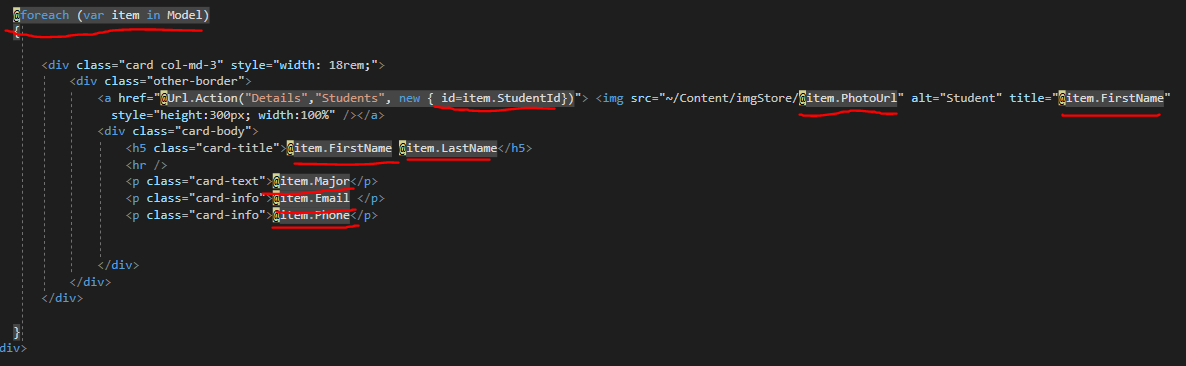 @foreach (var item in Model)
{
<div class="card col-md-3" style="width: 18rem;">
<div class="other-border">
<a href="@Url.Action("Details","Students", new { id=item.StudentId})"> <img src="~/Content/imgStore/@item.PhotoUrl" alt="Student" title="@item.FirstName"
style="height:300px; width:100%" /></a>
<div class="card-body">
<h5 class="card-title">@item.FirstName @item.LastName</h5>
<hr />
<p class="card-text">@item.Major</p>
<p class="card-info">@item.Email </p>
<p class="card-info">@item.Phone</p>
</div>
</div>
</div>
}
div>